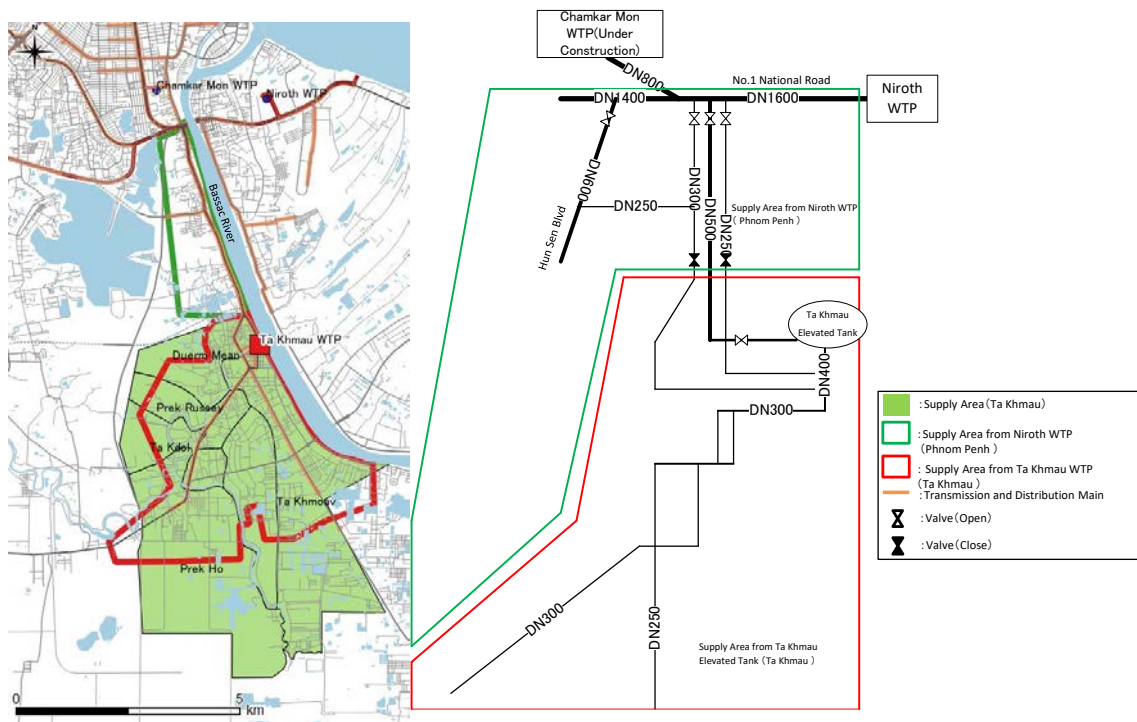 N
Chamkar Mon WTP
Niroth WTP
Bassac River
Ta Khmau WTP
Duerm Mean
Prek Russey
Ta Kdol
Ta Khmouv
Prek Ho
0
5
km
Chamkar Mon
WTP(Under
Construction)
DN800
No.1 National Road
DN1400
DN1600
Niroth
WTP
DN600
Hun Sen Blvd
DN250
DN300
DN500
DN250
Supply Area from Niroth WTP
(Phnom Penh)
Ta Khmau
Elevated Tank
DN400
DN300
DN300
DN250
Supply Area from Ta Khmau
Elevated Tank (Ta Khmau)
:Supply Area(Ta Khmau)
:Supply Area from Niroth WTP
(Phnom Penh)
: Supply Area from Ta Khmau WTP
(Ta Khmau)
:Transmission and Distribution Main
:Valve(Open)
:Valve(Close)